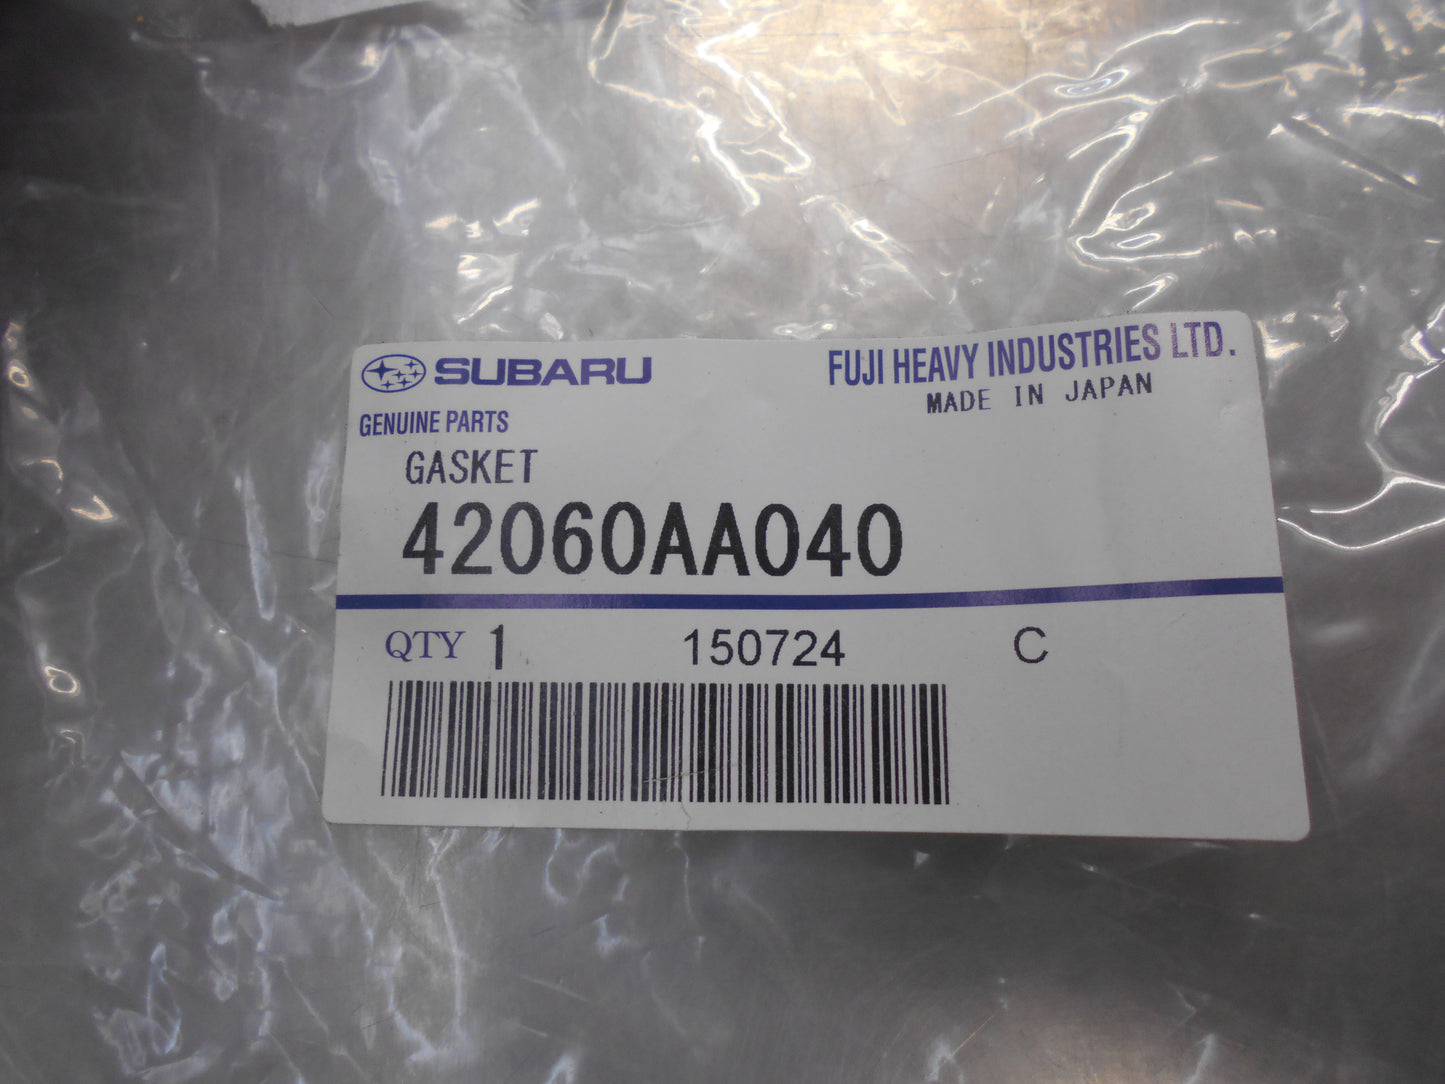 SUBARU
FUJI HEAVY INDUSTRIES LTD.
MADE IN JAPAN
GENUINE PARTS
GASKET
42060AA040
QTY 1 150724 C